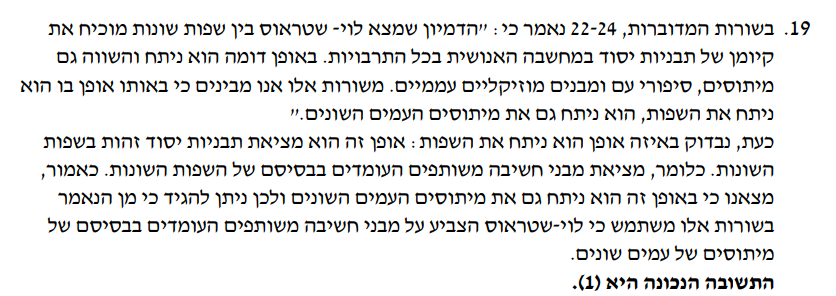 19. בשורות המדוברות, 22-24 נאמר כי: "הדמיון שמצא לוי- שטראוס בין שפות שונות מוכיח את
קיומן של תבניות יסוד במחשבה האנושית בכל התרבויות. באופן דומה הוא ניתח והשווה גם
מיתוסים, סיפורי עם ומבנים מוזיקליים עממיים. משורות אלו אנו מבינים כי באותו אופן בו הוא
ניתח את השפות, הוא ניתח גם את מיתוסים העמים השונים."
כעת, נבדוק באיזה אופן הוא ניתח את השפות: אופן זה הוא מציאת תבניות יסוד זהות בשפות
השונות. כלומר, מציאת מבני חשיבה משותפים העומדים בבסיסם של השפות השונות. כאמור,
מצאנו כי באופן זה הוא ניתח גם את מיתוסים העמים השונים ולכן ניתן להגיד כי מן הנאמר
בשורות אלו משתמש כי לוי-שטראוס הצביע על מבני חשיבה משותפים העומדים בבסיסם של
מיתוסים של עמים שונים.
התשובה הנכונה היא (1).